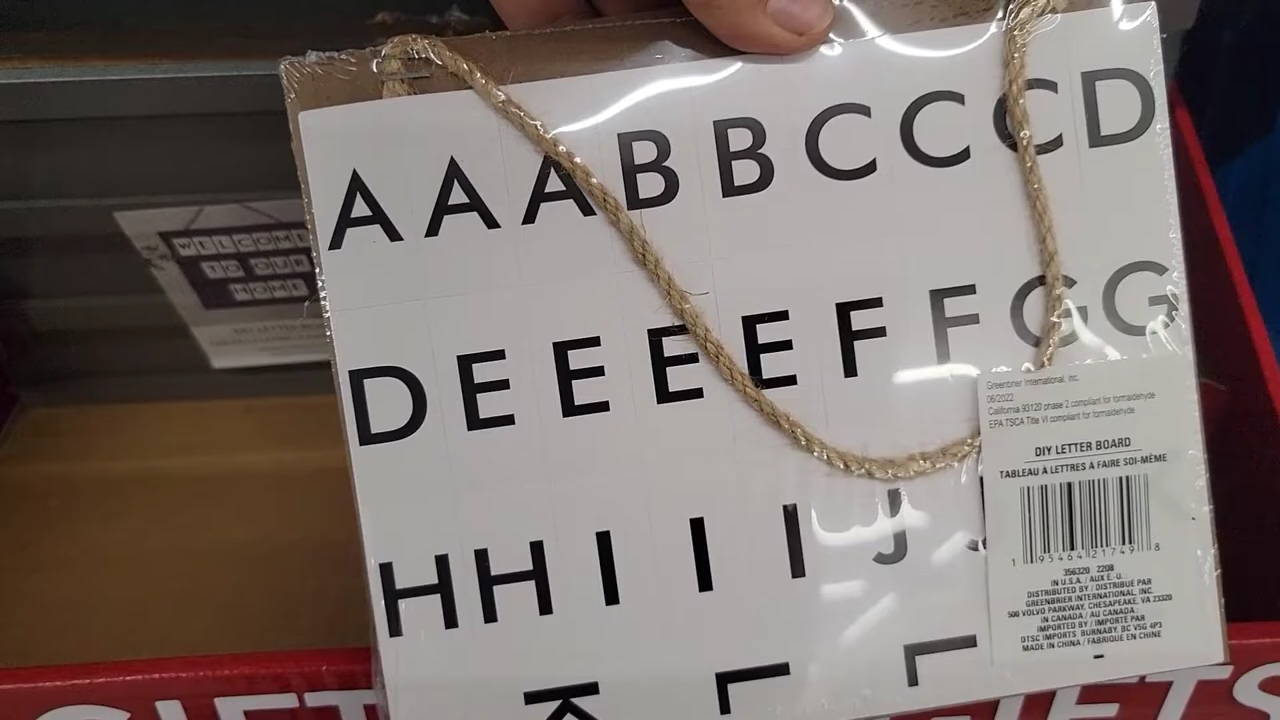 A A A B B C C C D
D E E E E F F G G
H H I I I J J
K L L
WELCOME
TO OUR
HOME
Greenbrier International, Inc.
06/2022
California 93120 phase 2 compliant for formaldehyde
EPA TSCA Title VI compliant for formaldehyde
DIY LETTER BOARD
TABLEAU À LETTRES À FAIRE SOI-MÊME
1 95464 21749 8
356320 2208
IN U.S.A. / AUX É.-U. :
DISTRIBUTED BY / DISTRIBUÉ PAR
GREENBRIER INTERNATIONAL, INC.
500 VOLVO PARKWAY, CHESAPEAKE, VA 23320
IN CANADA / AU CANADA :
IMPORTED BY / IMPORTÉ PAR
DTSC IMPORTS BURNABY, BC V5G 4P3
MADE IN CHINA / FABRIQUÉ EN CHINE